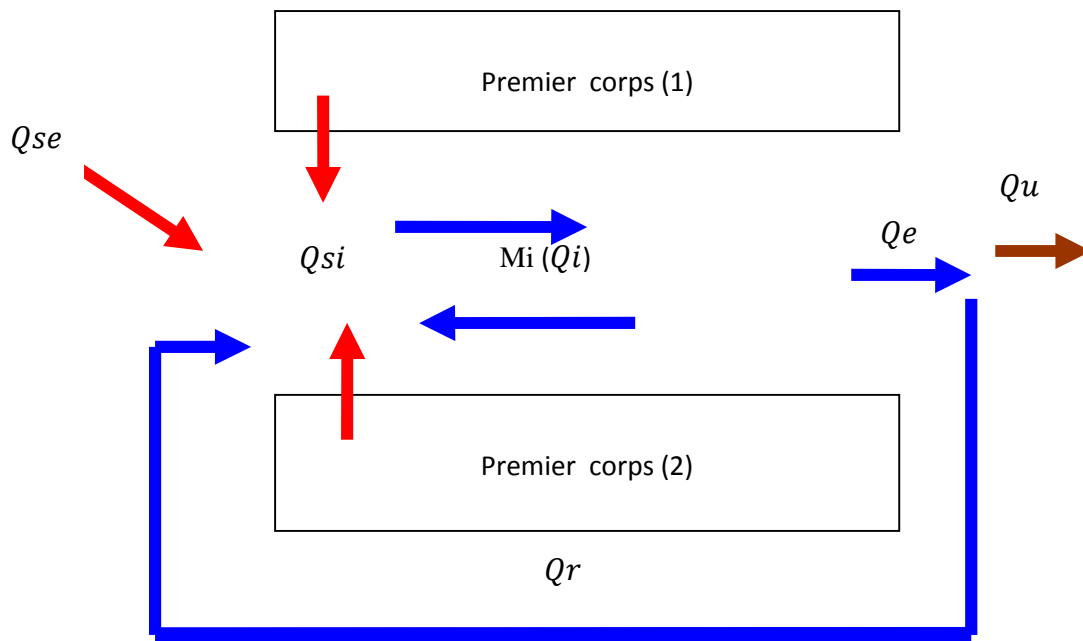 Premier corps (1)
Qse
Qu
Qe
Qsi
Mi (Qi)
Premier corps (2)
Qr